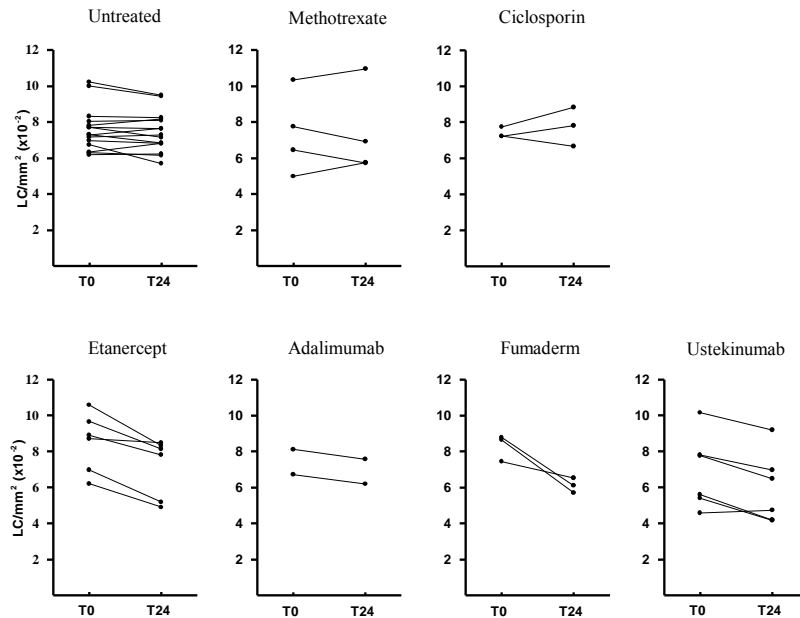 Untreated
12
10
8
6
4
2
LC/mm² (x10⁻²)
T0 T24
Methotrexate
12
10
8
6
4
2
T0 T24
Ciclosporin
12
10
8
6
4
2
T0 T24
Etanercept
12
10
8
6
4
2
LC/mm² (x10⁻²)
T0 T24
Adalimumab
12
10
8
6
4
2
T0 T24
Fumaderm
12
10
8
6
4
2
T0 T24
Ustekinumab
12
10
8
6
4
2
T0 T24